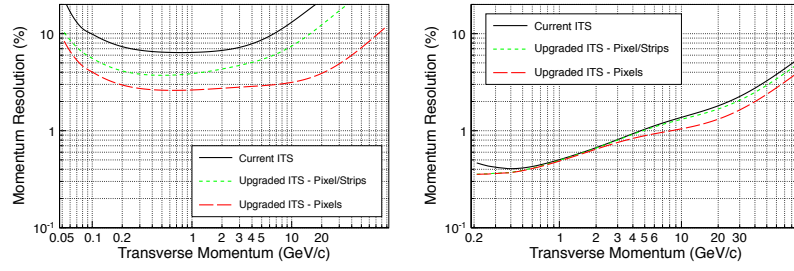 Momentum Resolution (%)
10
1
10-1
Current ITS
Upgraded ITS - Pixel/Strips
Upgraded ITS - Pixels
0.05 0.1 0.2 1 2 3 4 5 10 20
Transverse Momentum (GeV/c)
Momentum Resolution (%)
10
1
10-1
Current ITS
Upgraded ITS - Pixel/Strips
Upgraded ITS - Pixels
0.2 1 2 3 4 5 6 10 20 30
Transverse Momentum (GeV/c)